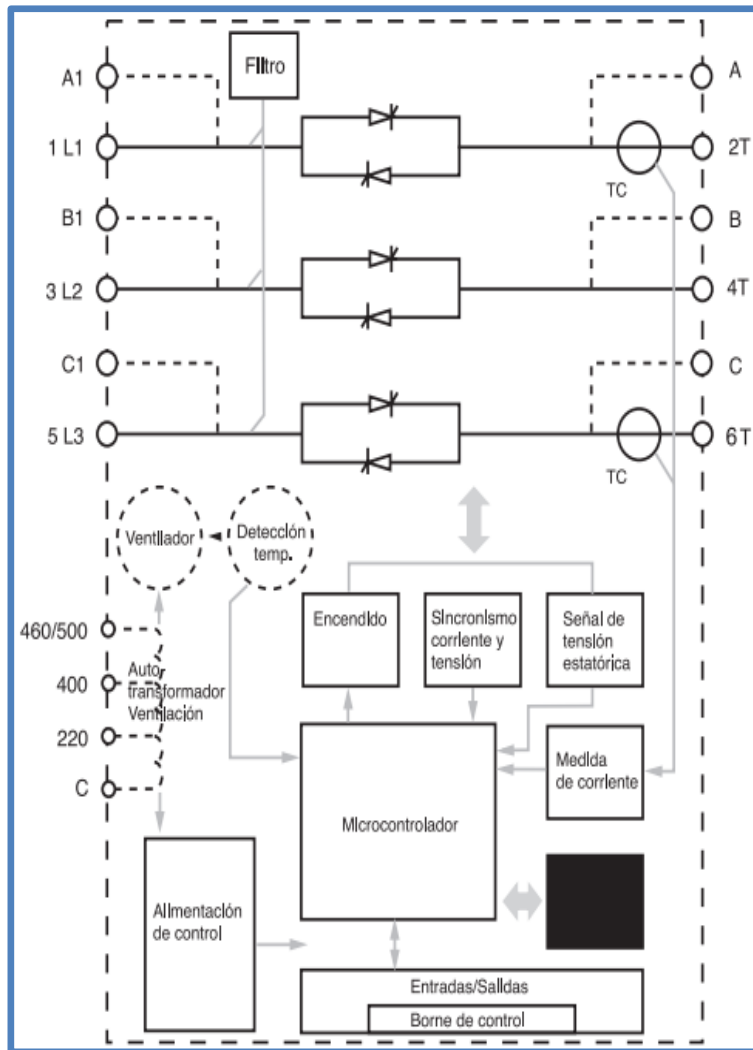 Filtro
A1
A
1 L1
2T
TC
B1
B
3 L2
4T
C1
C
5 L3
6T
TC
Ventilador
Detección
temp.
Encendido
Sincronismo
corriente y
tensión
Señal de
tensión
estatórica
460/500
400
220
C
Auto
transformador
Ventilación
Medida
de corriente
Microcontrolador
Alimentación
de control
Entradas/Salidas
Borne de control